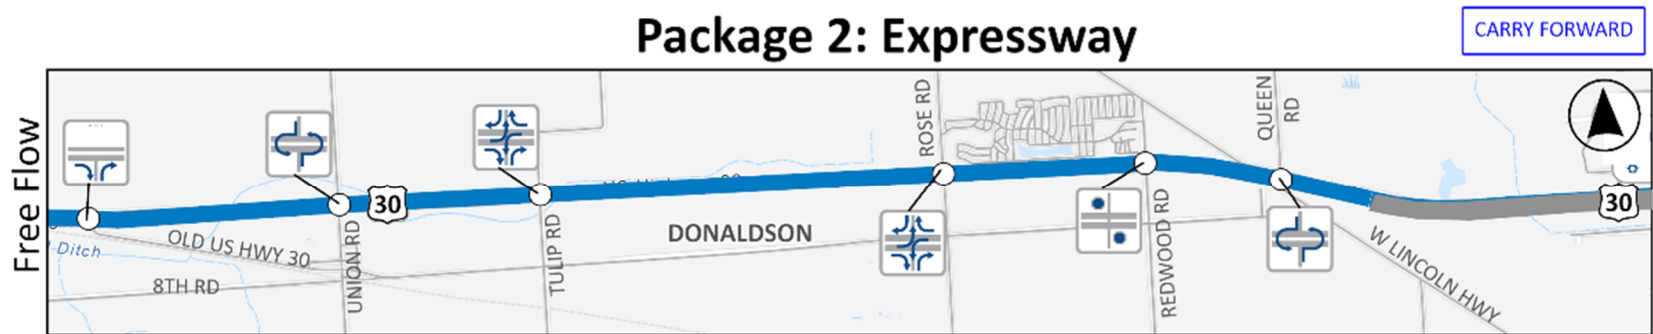 Package 2: Expressway
CARRY FORWARD
Free Flow
ROSE RD
QUEEN
RD
30
30
DONALDSON
OLD US HWY 30
Ditch
8TH RD
UNION RD
TULIP RD
REDWOOD RD
W LINCOLN HWY